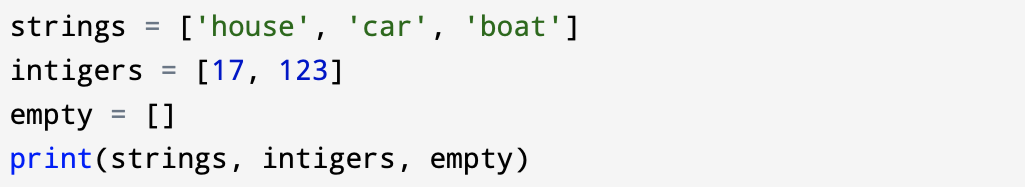 strings = ['house', 'car', 'boat']
intigers = [17, 123]
empty = []
print(strings, intigers, empty)